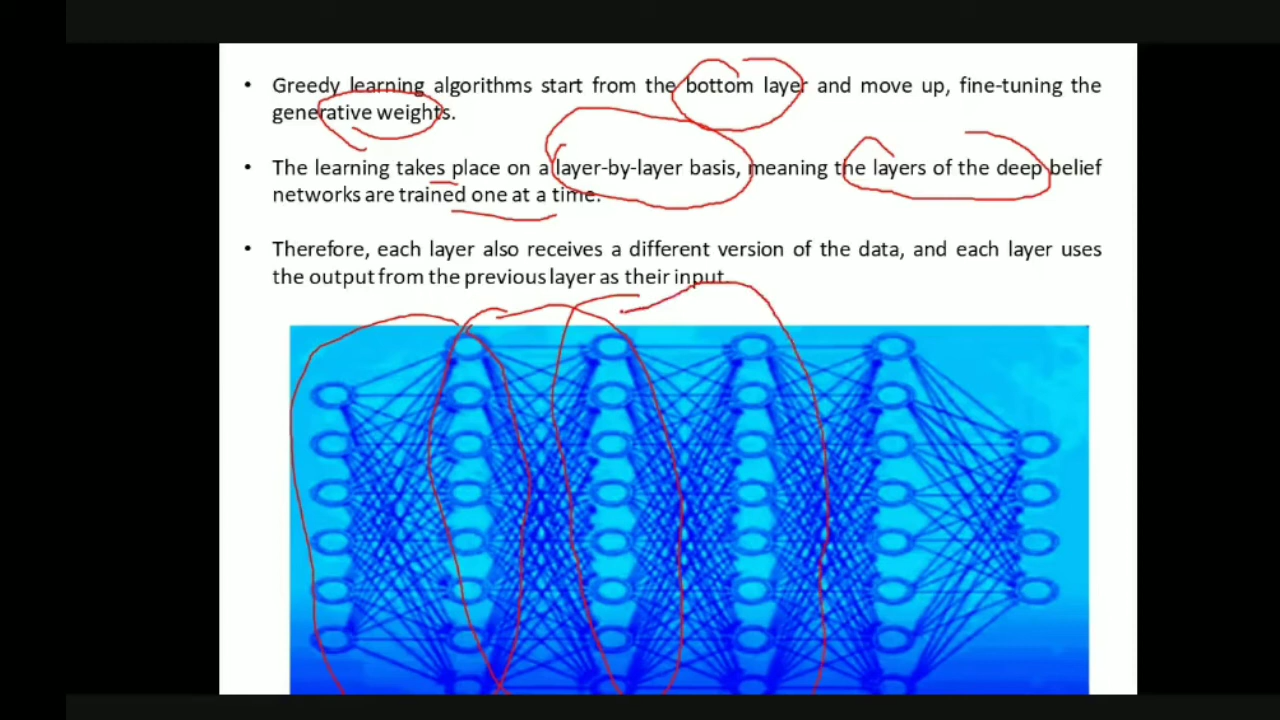 • Greedy learning algorithms start from the bottom layer and move up, fine-tuning the
generative weights.
• The learning takes place on a layer-by-layer basis, meaning the layers of the deep belief
networks are trained one at a time.
• Therefore, each layer also receives a different version of the data, and each layer uses
the output from the previous layer as their input.